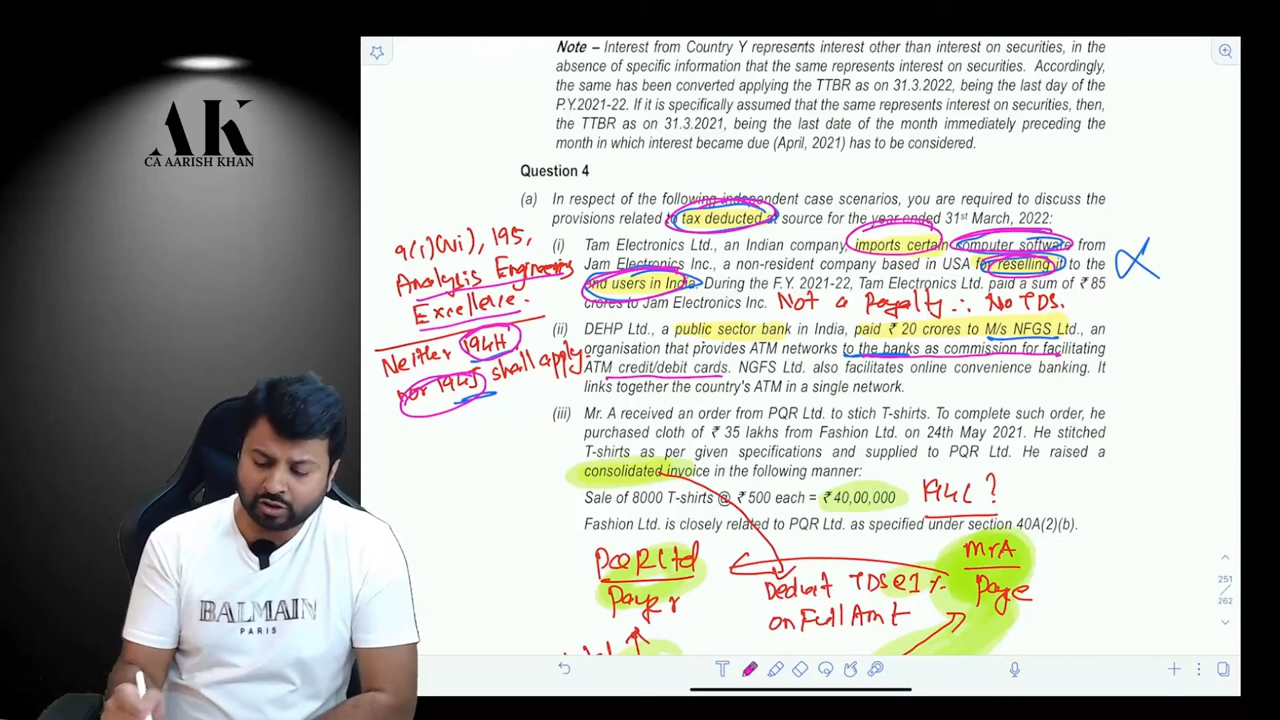 AK
CA AARISH KHAN
BALMAIN
PARIS
Note – Interest from Country Y represents interest other than interest on securities, in the
absence of specific information that the same represents interest on securities. Accordingly,
the same has been converted applying the TTBR as on 31.3.2022, being the last day of the
P.Y.2021-22. If it is specifically assumed that the same represents interest on securities, then,
the TTBR as on 31.3.2021, being the last date of the month immediately preceding the
month in which interest became due (April, 2021) has to be considered.
Question 4
(a) In respect of the following independent case scenarios, you are required to discuss the
provisions related to tax deducted at source for the year ended 31st March, 2022:
(i) Tam Electronics Ltd., an Indian company, imports certain computer software from
Jam Electronics Inc., a non-resident company based in USA for reselling it to the
end users in India. During the F.Y. 2021-22, Tam Electronics Ltd. paid a sum of ₹ 85
crores to Jam Electronics Inc. Not a Royalty ∴ No TDS.
9(1)(vi), 195,
Analysis Engineering
Excellence.
(ii) DEHP Ltd., a public sector bank in India, paid ₹ 20 crores to M/s NFGS Ltd., an
organisation that provides ATM networks to the banks as commission for facilitating
ATM credit/debit cards. NGFS Ltd. also facilitates online convenience banking. It
links together the country's ATM in a single network.
Neither 194H
nor 194J shall apply.
(iii) Mr. A received an order from PQR Ltd. to stich T-shirts. To complete such order, he
purchased cloth of ₹ 35 lakhs from Fashion Ltd. on 24th May 2021. He stitched
T-shirts as per given specifications and supplied to PQR Ltd. He raised a
consolidated invoice in the following manner:
Sale of 8000 T-shirts @ ₹ 500 each = ₹ 40,00,000 194C ?
Fashion Ltd. is closely related to PQR Ltd. as specified under section 40A(2)(b).
PQR Ltd
Payer
Deduct TDS @ 1 %
on Full Amt
Mr A
Payee
251
262
T